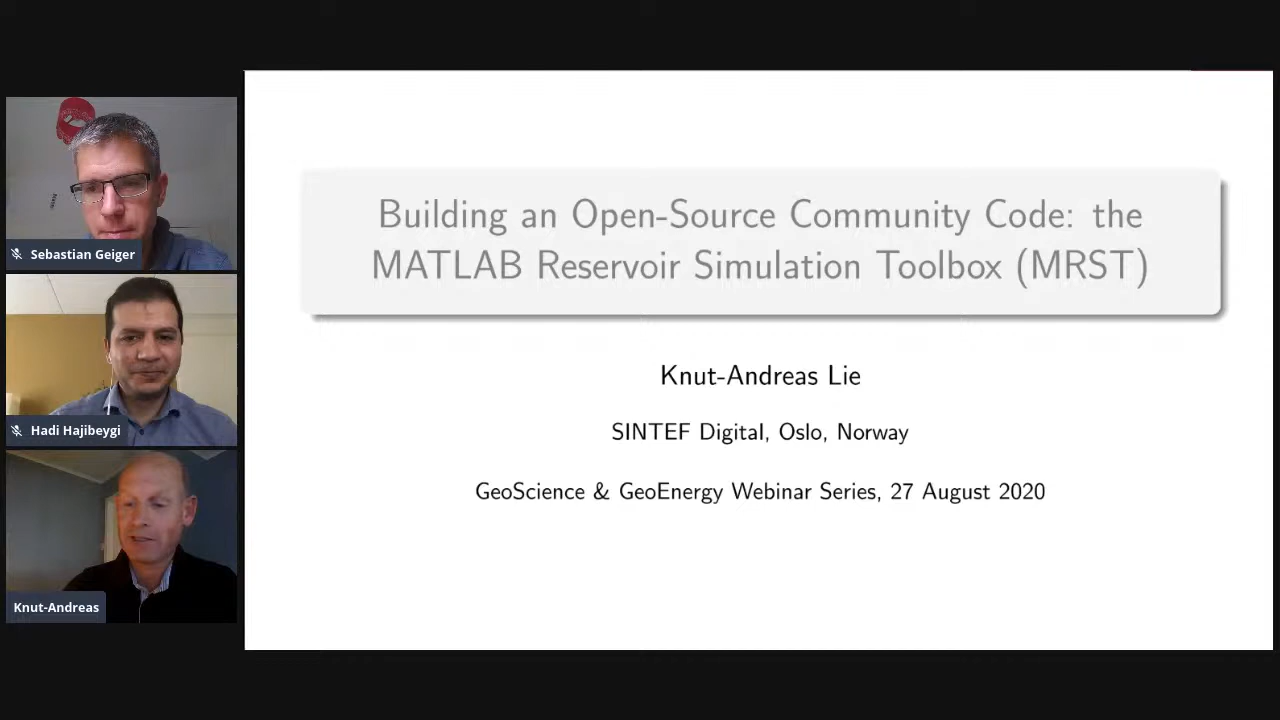 Sebastian Geiger
Hadi Hajibeygi
Knut-Andreas
Building an Open-Source Community Code: the
MATLAB Reservoir Simulation Toolbox (MRST)
Knut-Andreas Lie
SINTEF Digital, Oslo, Norway
GeoScience & GeoEnergy Webinar Series, 27 August 2020